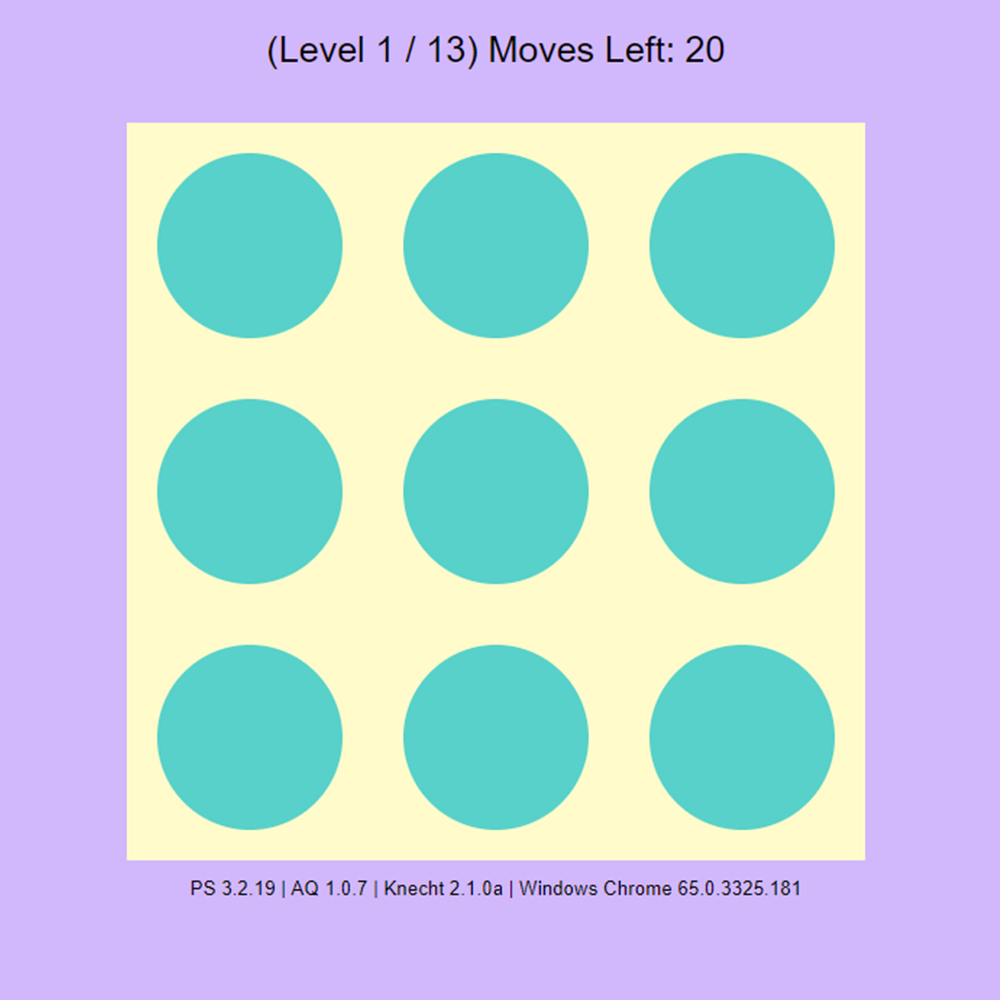 (Level 1 / 13) Moves Left: 20
PS 3.2.19 | AQ 1.0.7 | Knecht 2.1.0a | Windows Chrome 65.0.3325.181